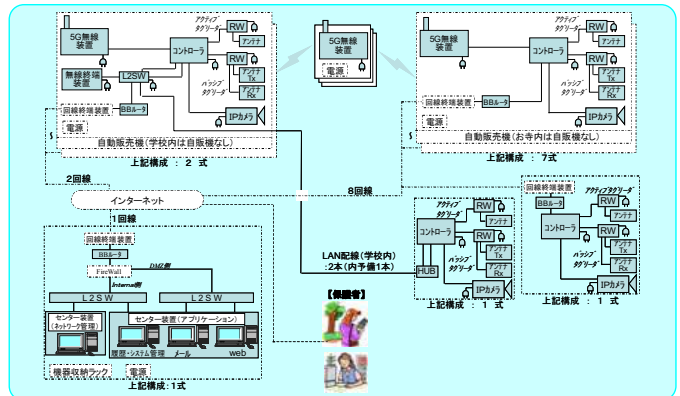 5G無線
装置
コントローラ
アクティブ
タグリーダ
RW
アンテナ
RW
アンテナ
Tx
アンテナ
Rx
パッシブ
タグリーダ
無線終端
装置
L2SW
回線終端装置
BBルータ
IPカメラ
電源
自動販売機(学校内は自販機なし)
上記構成 : 2 式
5G無線
装置
電源
5G無線
装置
コントローラ
アクティブ
タグリーダ
RW
アンテナ
RW
アンテナ
Tx
アンテナ
Rx
パッシブ
タグリーダ
回線終端装置
BBルータ
IPカメラ
電源
自動販売機(お寺内は自販機なし)
上記構成 : 7式
2回線
インターネット
8回線
1回線
回線終端装置
BBルータ
FireWall
DMZ側
Internal側
L2SW
L2SW
センター装置
(ネットワーク管理)
センター装置(アプリケーション)
履歴・システム管理
メール
web
機器収納ラック
電源
上記構成:1式
LAN配線(学校内)
:2本(内予備1本)
【保護者】
アクティブ
タグリーダ
RW
アンテナ
コントローラ
RW
アンテナ
Tx
アンテナ
Rx
パッシブ
タグリーダ
HUB
IPカメラ
上記構成 : 1 式
回線終端装置
BBルータ
アクティブタグリーダ
RW
アンテナ
コントローラ
RW
アンテナ
Tx
アンテナ
Rx
パッシブ
タグリーダ
IPカメラ
上記構成 : 1 式